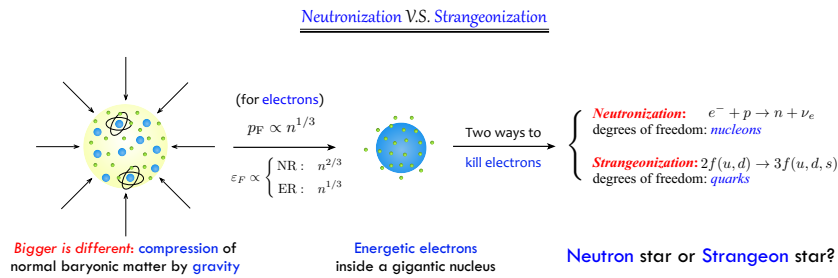 Neutronization V.S. Strangeonization
(for electrons)
p_F ∝ n^{1/3}
ε_F ∝ { NR : n^{2/3}
ER : n^{1/3}
Two ways to
kill electrons
Neutronization: e⁻ + p → n + ν_e
degrees of freedom: nucleons
Strangeonization: 2f(u, d) → 3f(u, d, s)
degrees of freedom: quarks
Bigger is different: compression of
normal baryonic matter by gravity
Energetic electrons
inside a gigantic nucleus
Neutron star or Strangeon star?